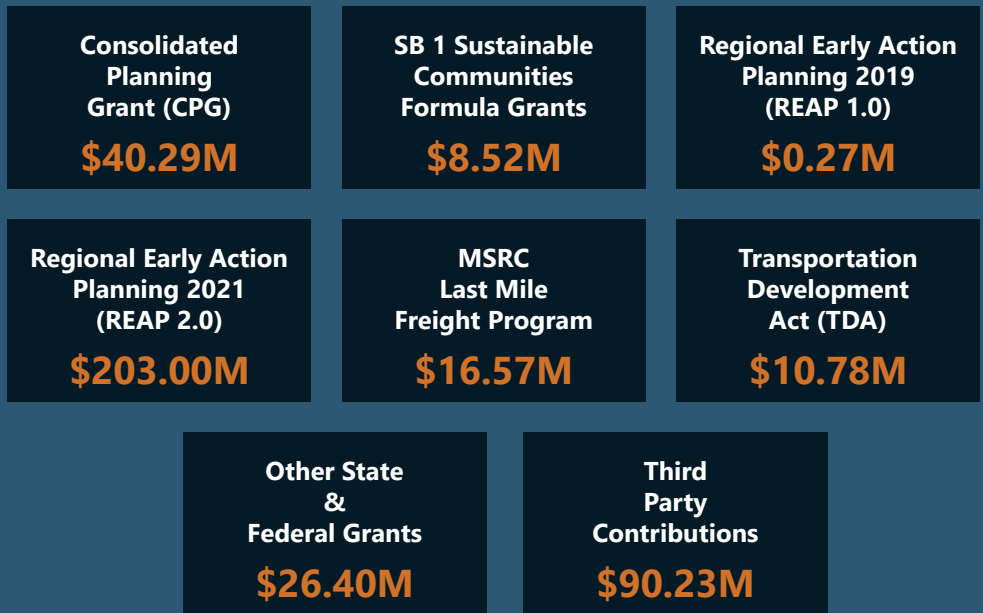 Consolidated
Planning
Grant (CPG)
$40.29M
SB 1 Sustainable
Communities
Formula Grants
$8.52M
Regional Early Action
Planning 2019
(REAP 1.0)
$0.27M
Regional Early Action
Planning 2021
(REAP 2.0)
$203.00M
MSRC
Last Mile
Freight Program
$16.57M
Transportation
Development
Act (TDA)
$10.78M
Other State
&
Federal Grants
$26.40M
Third
Party
Contributions
$90.23M